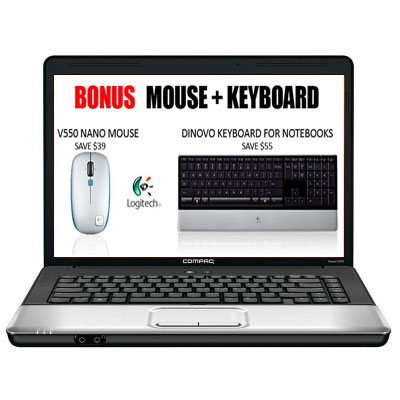 BONUS MOUSE + KEYBOARD
V550 NANO MOUSE
SAVE $39
DINOVO KEYBOARD FOR NOTEBOOKS
SAVE $55
Logitech
COMPAQ